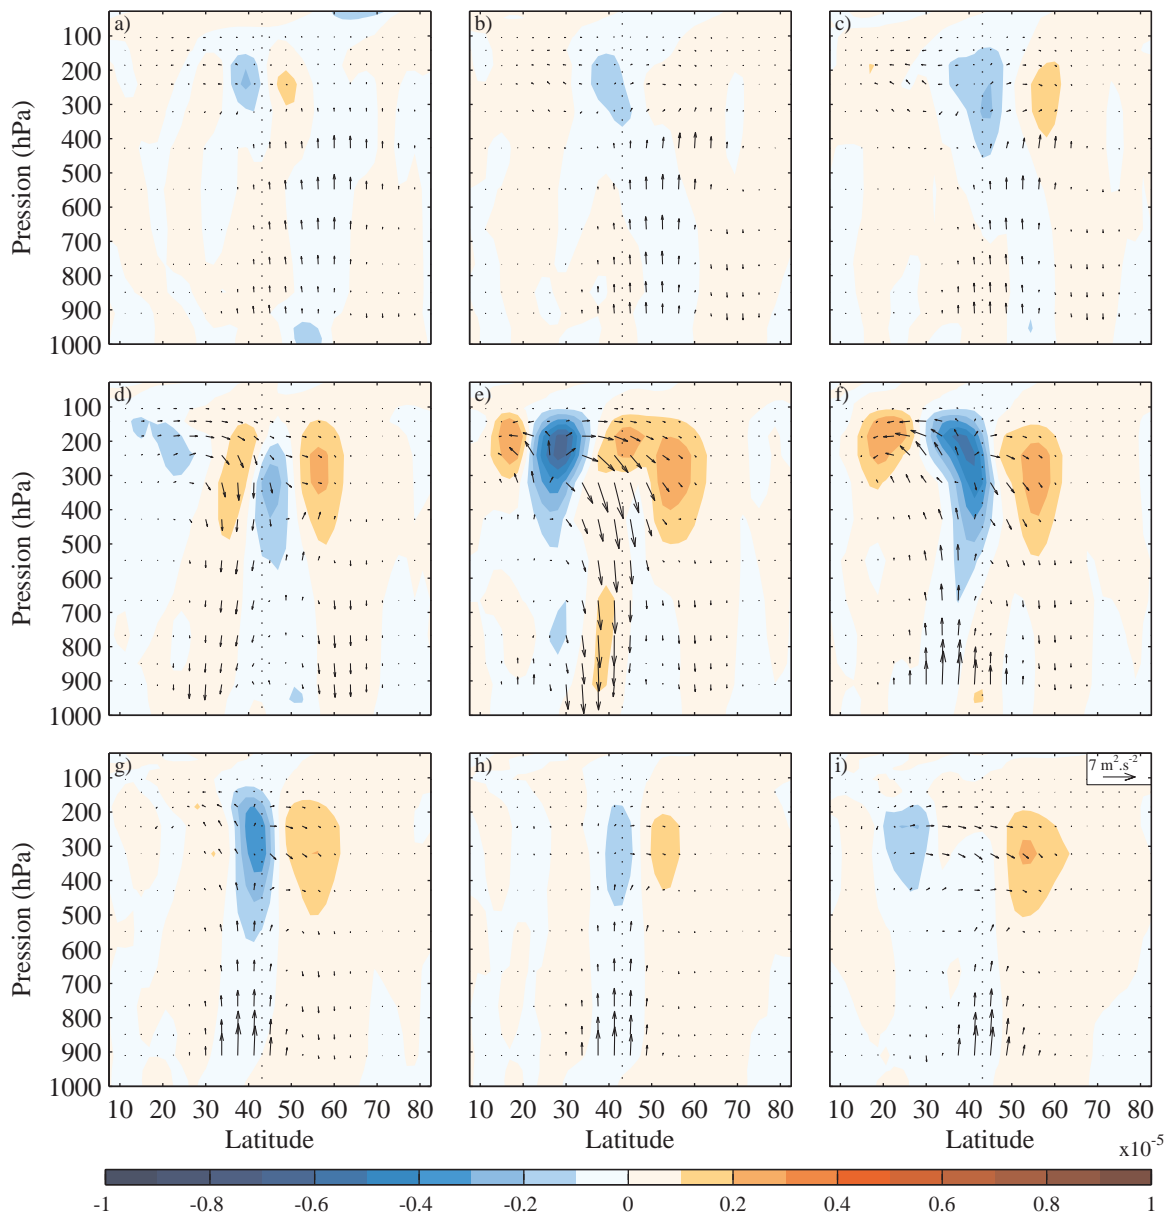 a)
b)
c)
100
200
300
400
500
600
700
800
900
1000
Pression (hPa)
d)
e)
f)
100
200
300
400
500
600
700
800
900
1000
Pression (hPa)
g)
h)
i)
7 m².s⁻²
100
200
300
400
500
600
700
800
900
1000
Pression (hPa)
10 20 30 40 50 60 70 80
10 20 30 40 50 60 70 80
10 20 30 40 50 60 70 80
Latitude
Latitude
Latitude
x10⁻⁵
-1 -0.8 -0.6 -0.4 -0.2 0 0.2 0.4 0.6 0.8 1